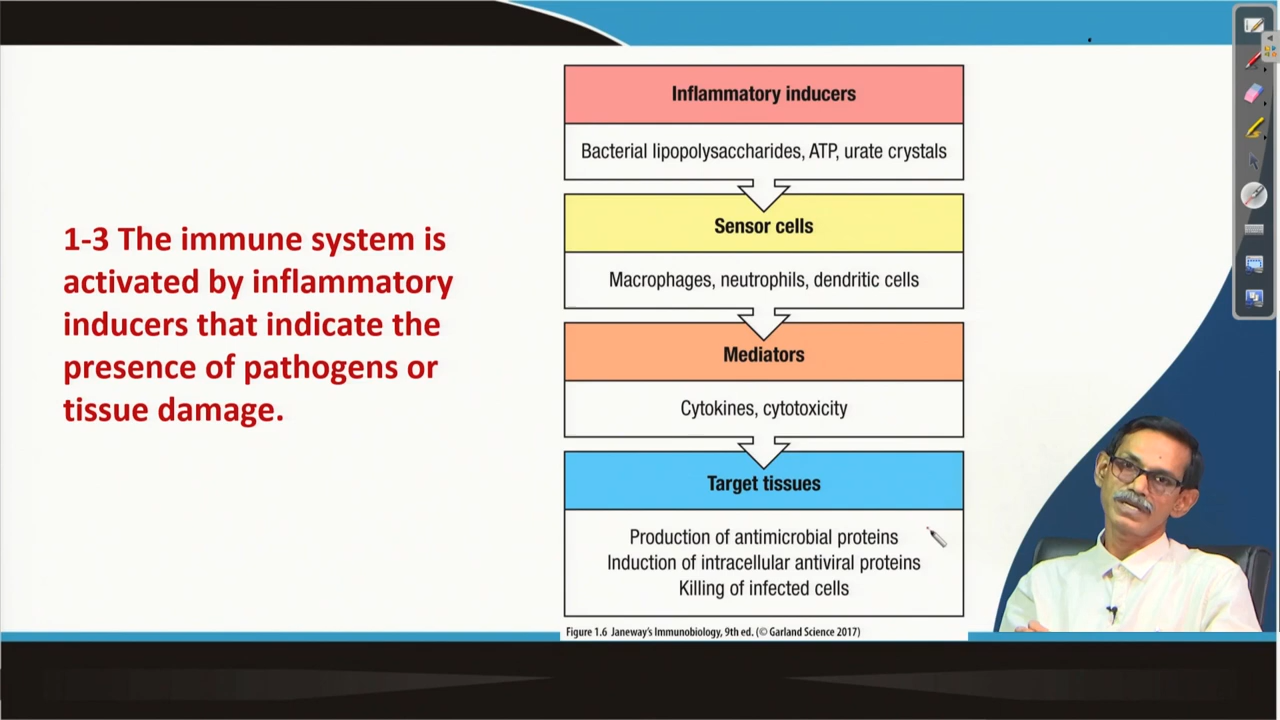 1-3 The immune system is
activated by inflammatory
inducers that indicate the
presence of pathogens or
tissue damage.
Inflammatory inducers
Bacterial lipopolysaccharides, ATP, urate crystals
Sensor cells
Macrophages, neutrophils, dendritic cells
Mediators
Cytokines, cytotoxicity
Target tissues
Production of antimicrobial proteins
Induction of intracellular antiviral proteins
Killing of infected cells
Figure 1.6 Janeway's Immunobiology, 9th ed. (© Garland Science 2017)